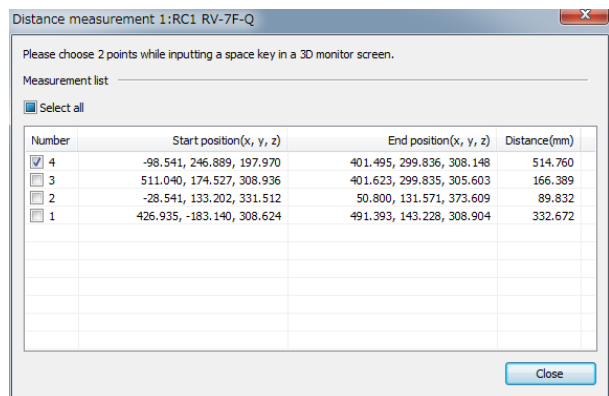 Distance measurement 1:RC1 RV-7F-Q
Please choose 2 points while inputting a space key in a 3D monitor screen.
Measurement list
Select all
Number Start position(x, y, z) End position(x, y, z) Distance(mm)
4 -98.541, 246.889, 197.970 401.495, 299.836, 308.148 514.760
3 511.040, 174.527, 308.936 401.623, 299.835, 305.603 166.389
2 -28.541, 133.202, 331.512 50.800, 131.571, 373.609 89.832
1 426.935, -183.140, 308.624 491.393, 143.228, 308.904 332.672
Close